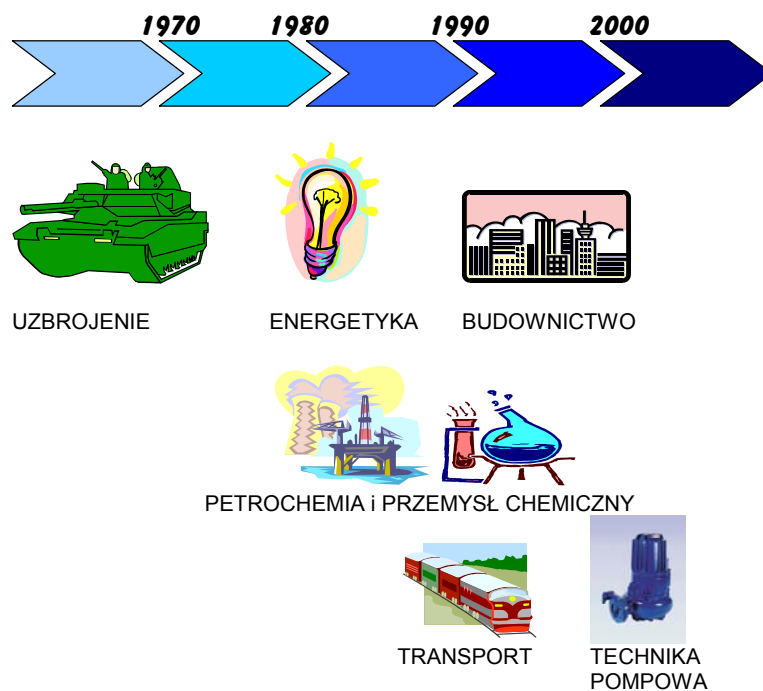 1970 1980 1990 2000
UZBROJENIE ENERGETYKA BUDOWNICTWO
PETROCHEMIA i PRZEMYSŁ CHEMICZNY
TRANSPORT TECHNIKA
POMPOWA